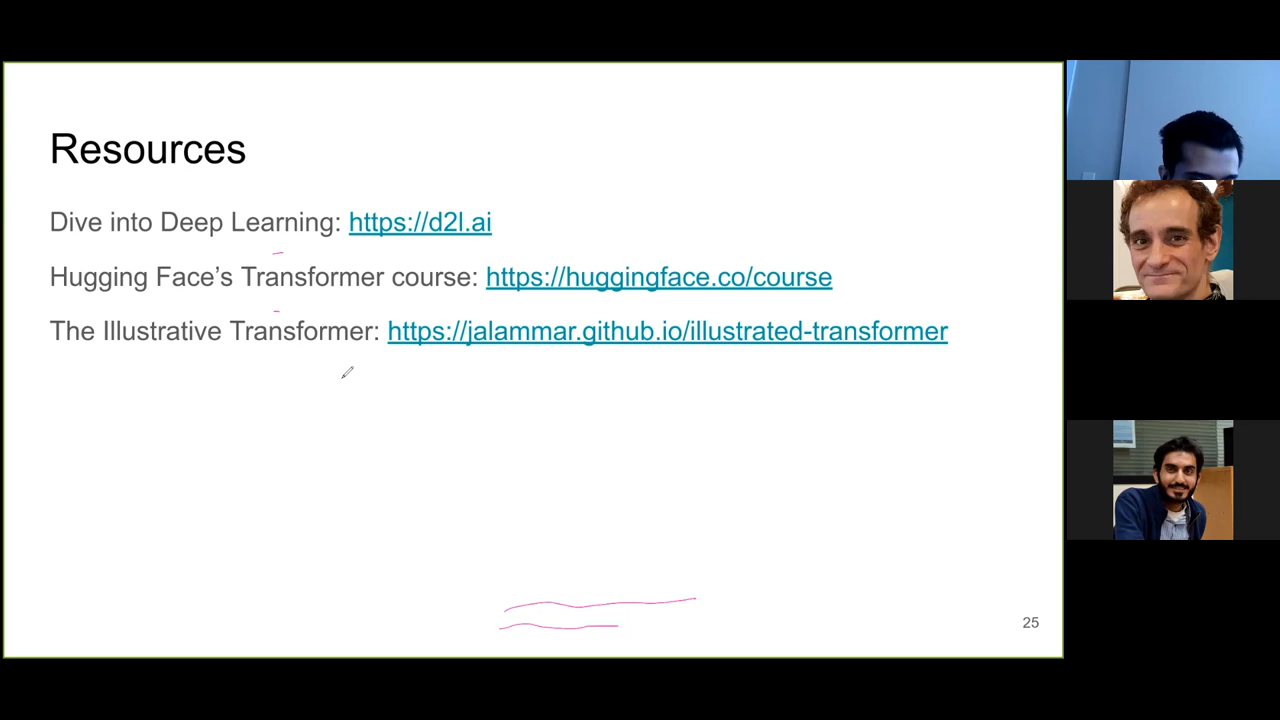 Resources
Dive into Deep Learning: https://d2l.ai
Hugging Face’s Transformer course: https://huggingface.co/course
The Illustrative Transformer: https://jalammar.github.io/illustrated-transformer
25